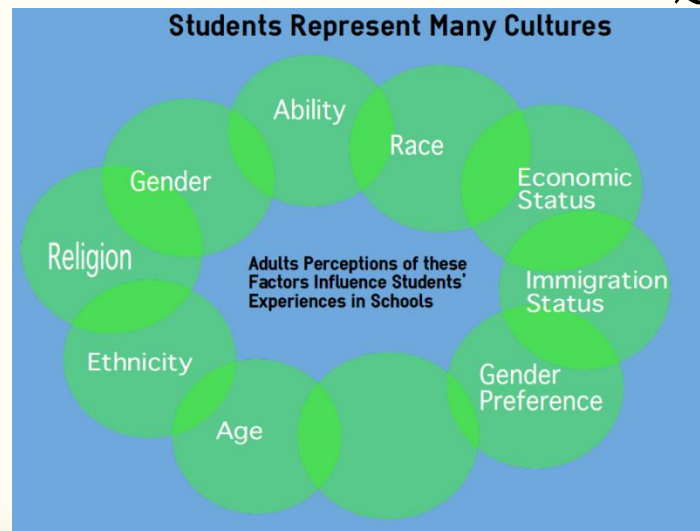 Students Represent Many Cultures
Ability
Race
Gender
Economic
Status
Religion
Adults Perceptions of these
Factors Influence Students'
Experiences in Schools
Immigration
Status
Ethnicity
Gender
Preference
Age